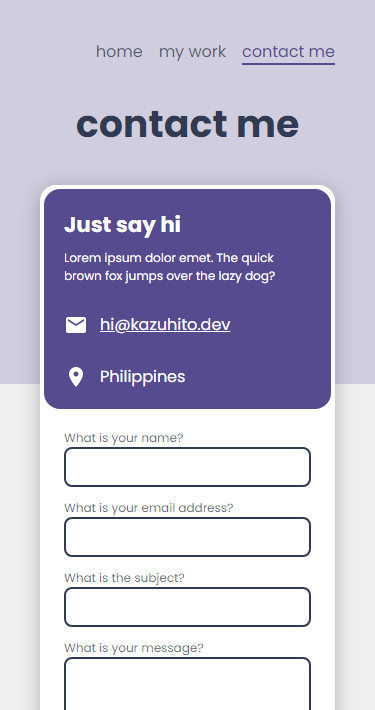 home my work contact me
contact me
Just say hi
Lorem ipsum dolor emet. The quick
brown fox jumps over the lazy dog?
hi@kazuhito.dev
Philippines
What is your name?
What is your email address?
What is the subject?
What is your message?